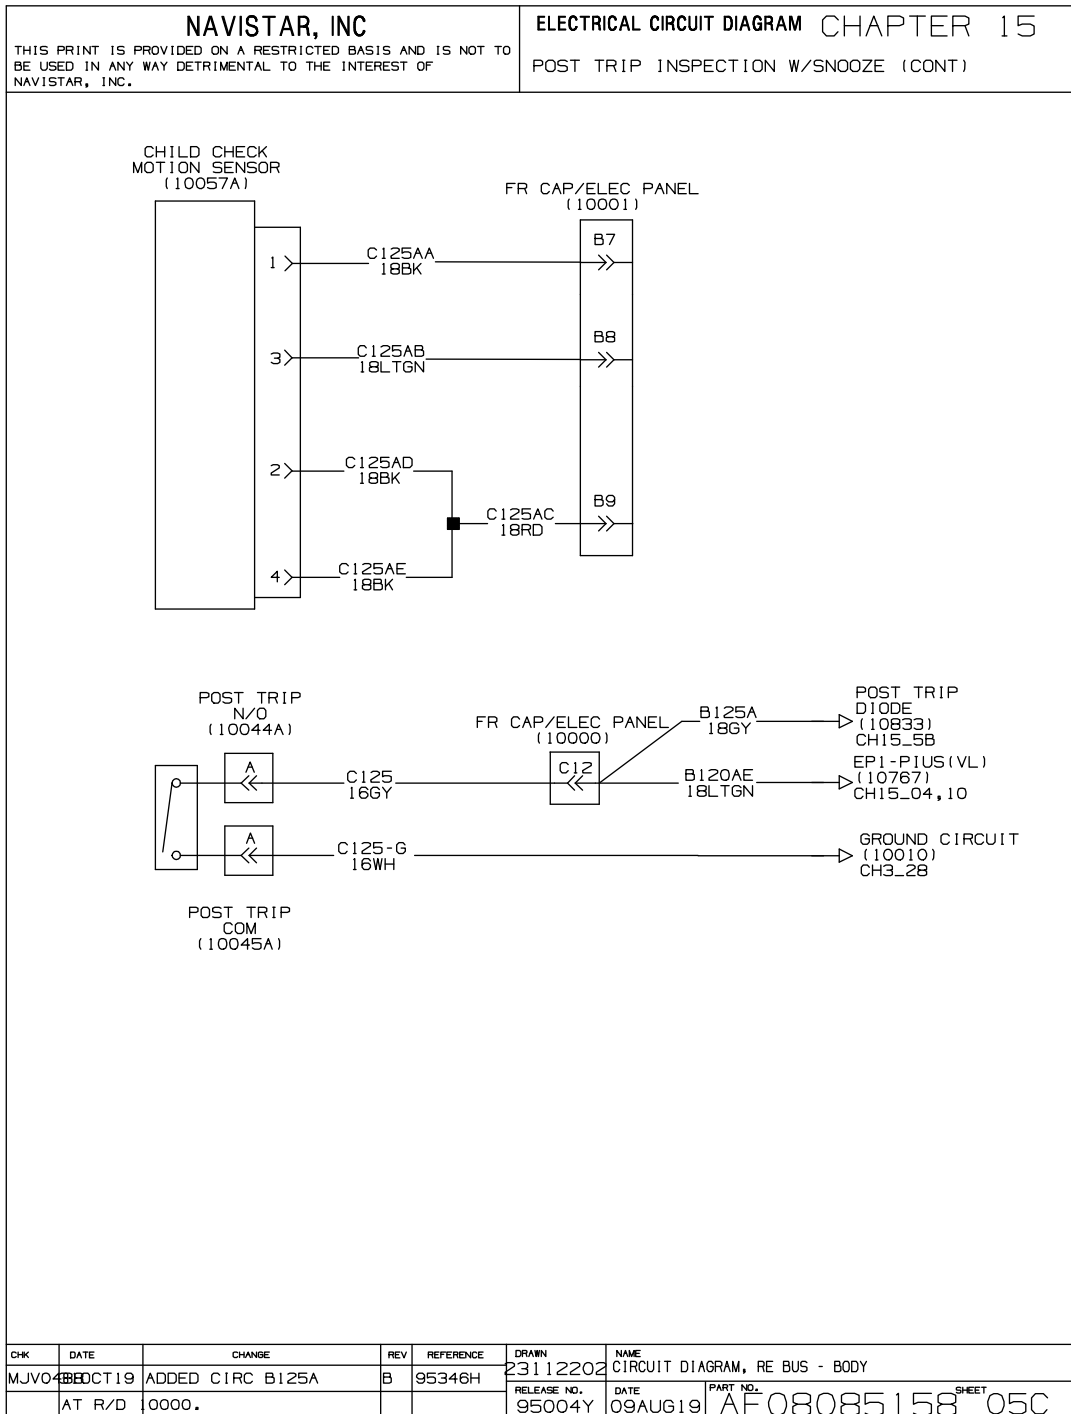 NAVISTAR, INC
THIS PRINT IS PROVIDED ON A RESTRICTED BASIS AND IS NOT TO
BE USED IN ANY WAY DETRIMENTAL TO THE INTEREST OF
NAVISTAR, INC.
ELECTRICAL CIRCUIT DIAGRAM CHAPTER 15
POST TRIP INSPECTION W/SNOOZE (CONT)
CHILD CHECK
MOTION SENSOR
(10057A)
FR CAP/ELEC PANEL
(10001)
1
C125AA
18BK
B7
3
C125AB
18LTGN
B8
2
C125AD
18BK
C125AC
18RD
B9
4
C125AE
18BK
POST TRIP
N/O
(10044A)
A
C125
16GY
FR CAP/ELEC PANEL
(10000)
C12
B125A
18GY
POST TRIP
DIODE
(10833)
CH15_5B
B120AE
18LTGN
EP1-PIUS(VL)
(10767)
CH15_04,10
A
C125-G
16WH
GROUND CIRCUIT
(10010)
CH3_28
POST TRIP
COM
(10045A)
CHK DATE CHANGE REV REFERENCE
OCT19 ADDED CIRC B125A B 95346H
AT R/D 10000.
DRAWN
23112202
NAME
CIRCUIT DIAGRAM, RE BUS - BODY
RELEASE NO.
95004Y
DATE
09AUG19
PART NO.
AF08085158
SHEET
05C